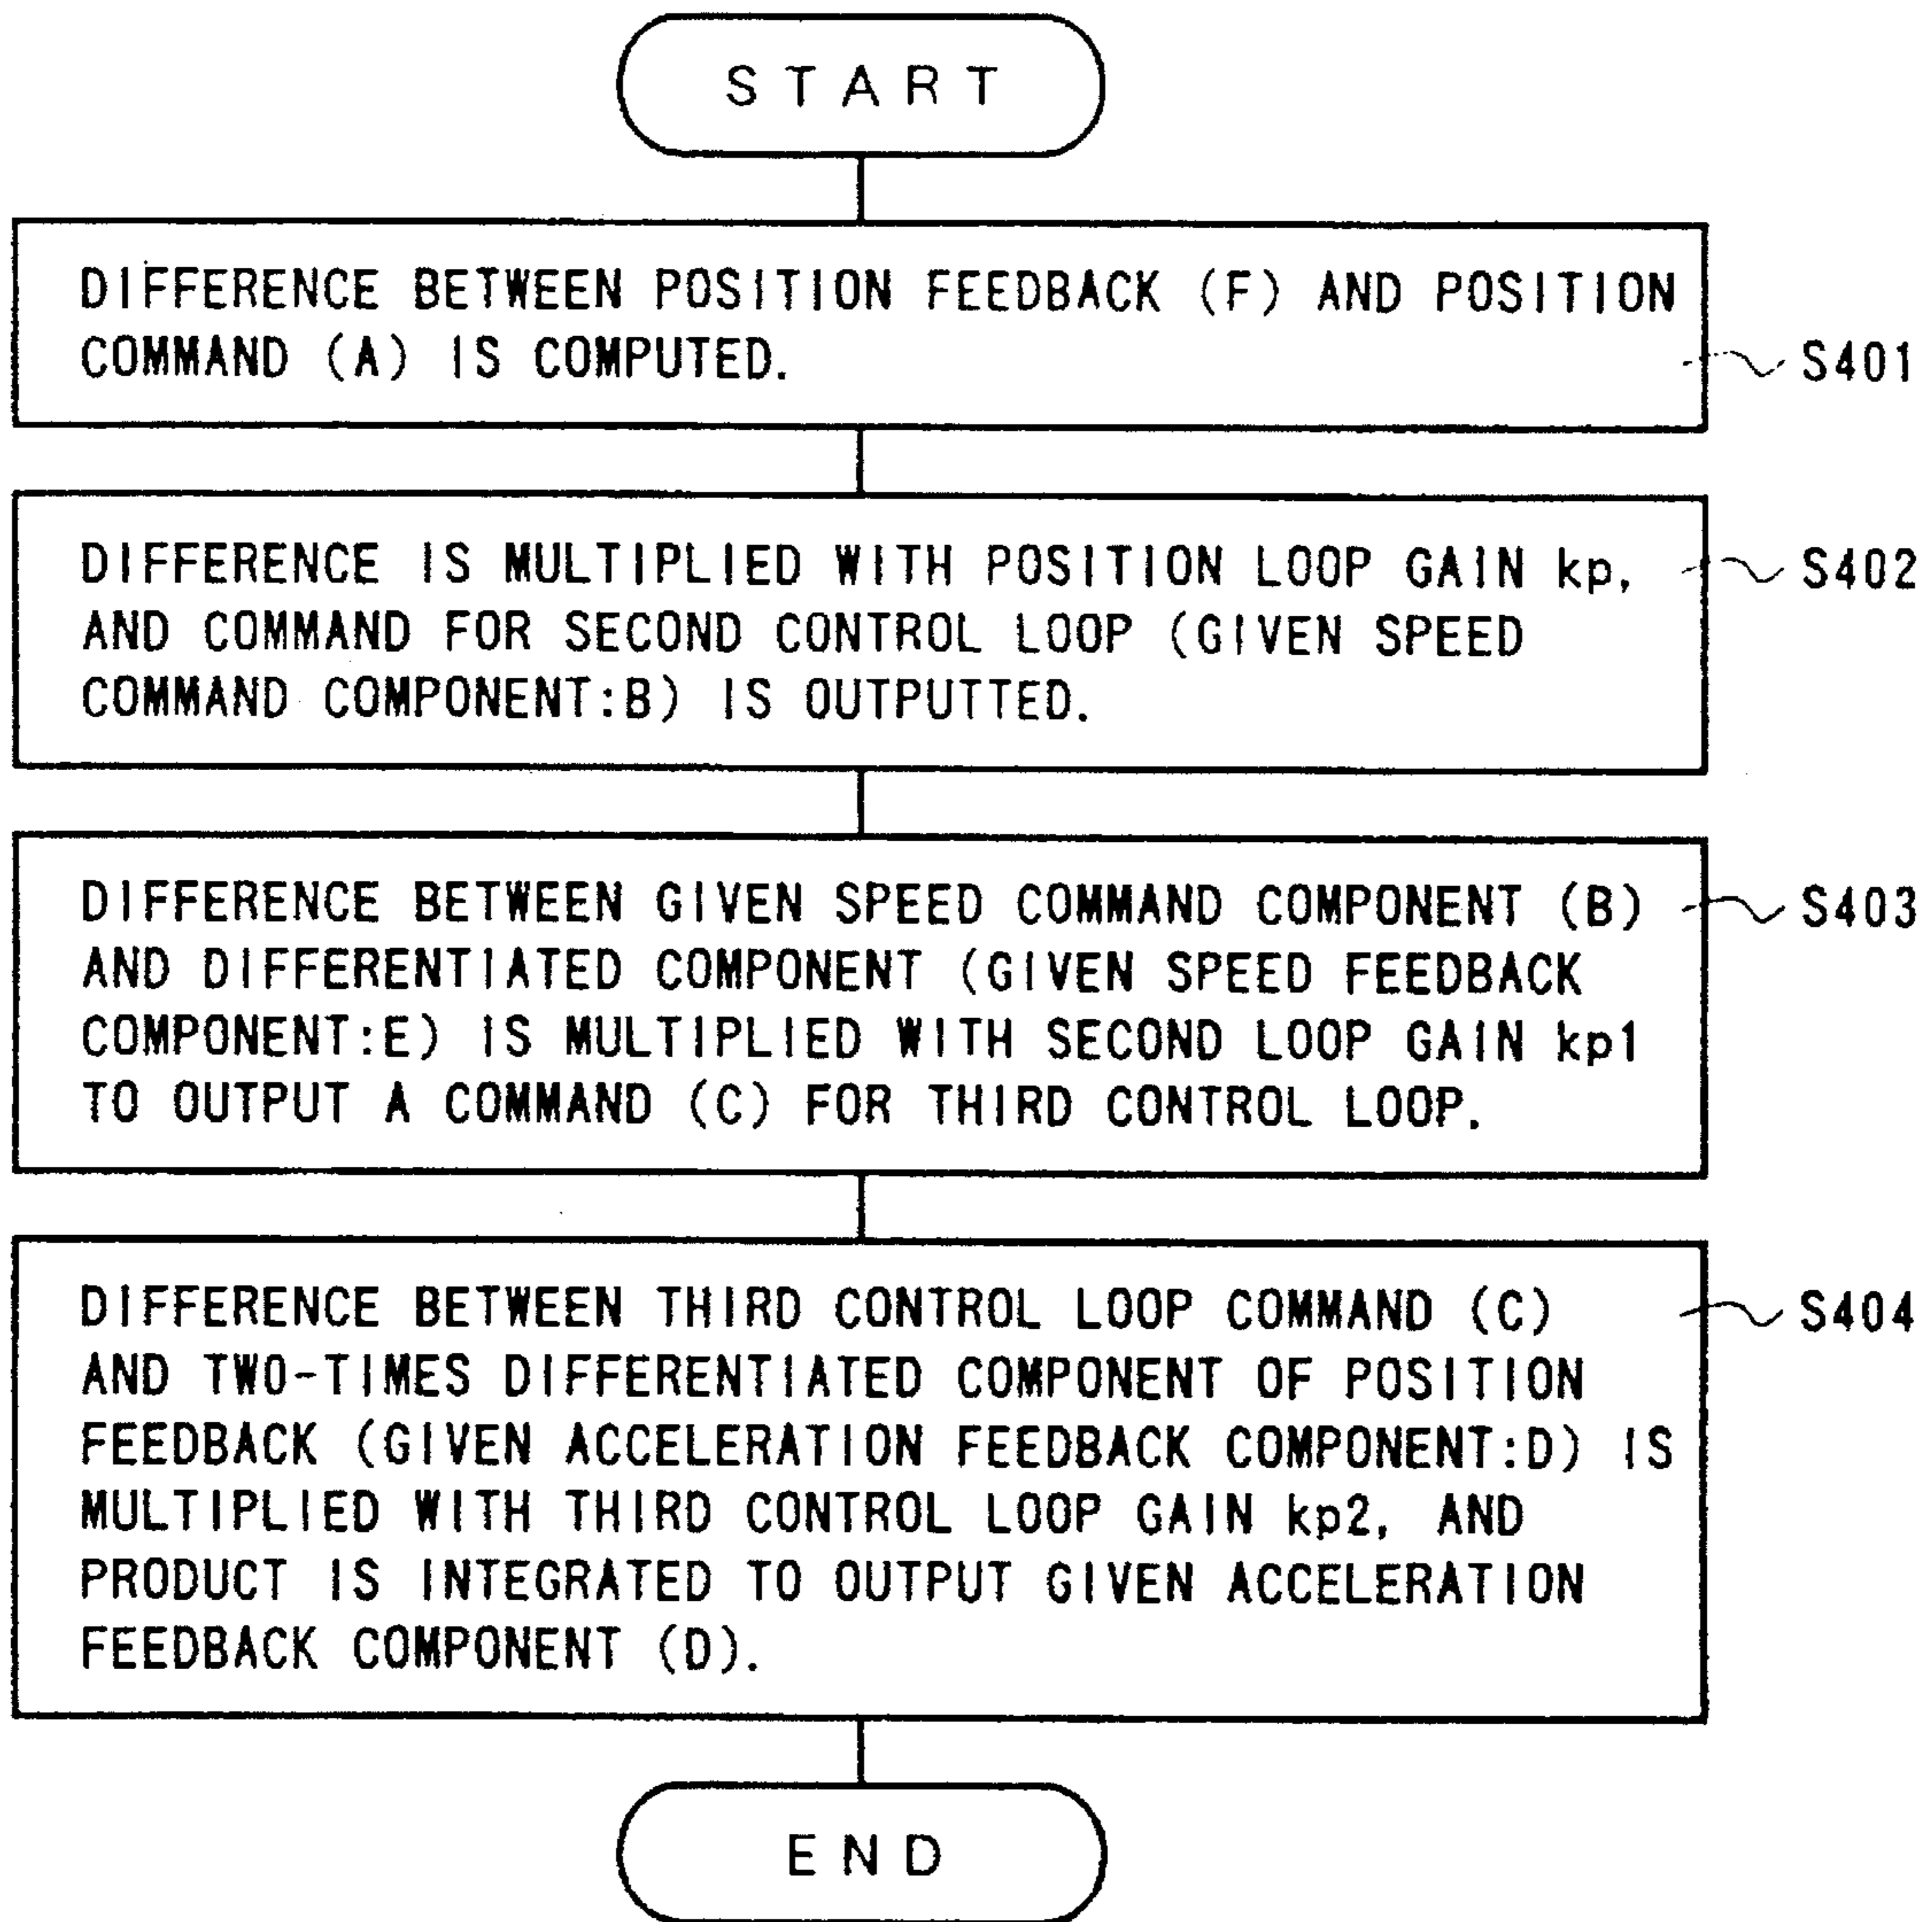 START
DIFFERENCE BETWEEN POSITION FEEDBACK (F) AND POSITION
COMMAND (A) IS COMPUTED.
S401
DIFFERENCE IS MULTIPLIED WITH POSITION LOOP GAIN kp,
AND COMMAND FOR SECOND CONTROL LOOP (GIVEN SPEED
COMMAND COMPONENT:B) IS OUTPUTTED.
S402
DIFFERENCE BETWEEN GIVEN SPEED COMMAND COMPONENT (B)
AND DIFFERENTIATED COMPONENT (GIVEN SPEED FEEDBACK
COMPONENT:E) IS MULTIPLIED WITH SECOND LOOP GAIN kp1
TO OUTPUT A COMMAND (C) FOR THIRD CONTROL LOOP.
S403
DIFFERENCE BETWEEN THIRD CONTROL LOOP COMMAND (C)
AND TWO-TIMES DIFFERENTIATED COMPONENT OF POSITION
FEEDBACK (GIVEN ACCELERATION FEEDBACK COMPONENT:D) IS
MULTIPLIED WITH THIRD CONTROL LOOP GAIN kp2, AND
PRODUCT IS INTEGRATED TO OUTPUT GIVEN ACCELERATION
FEEDBACK COMPONENT (D).
S404
END